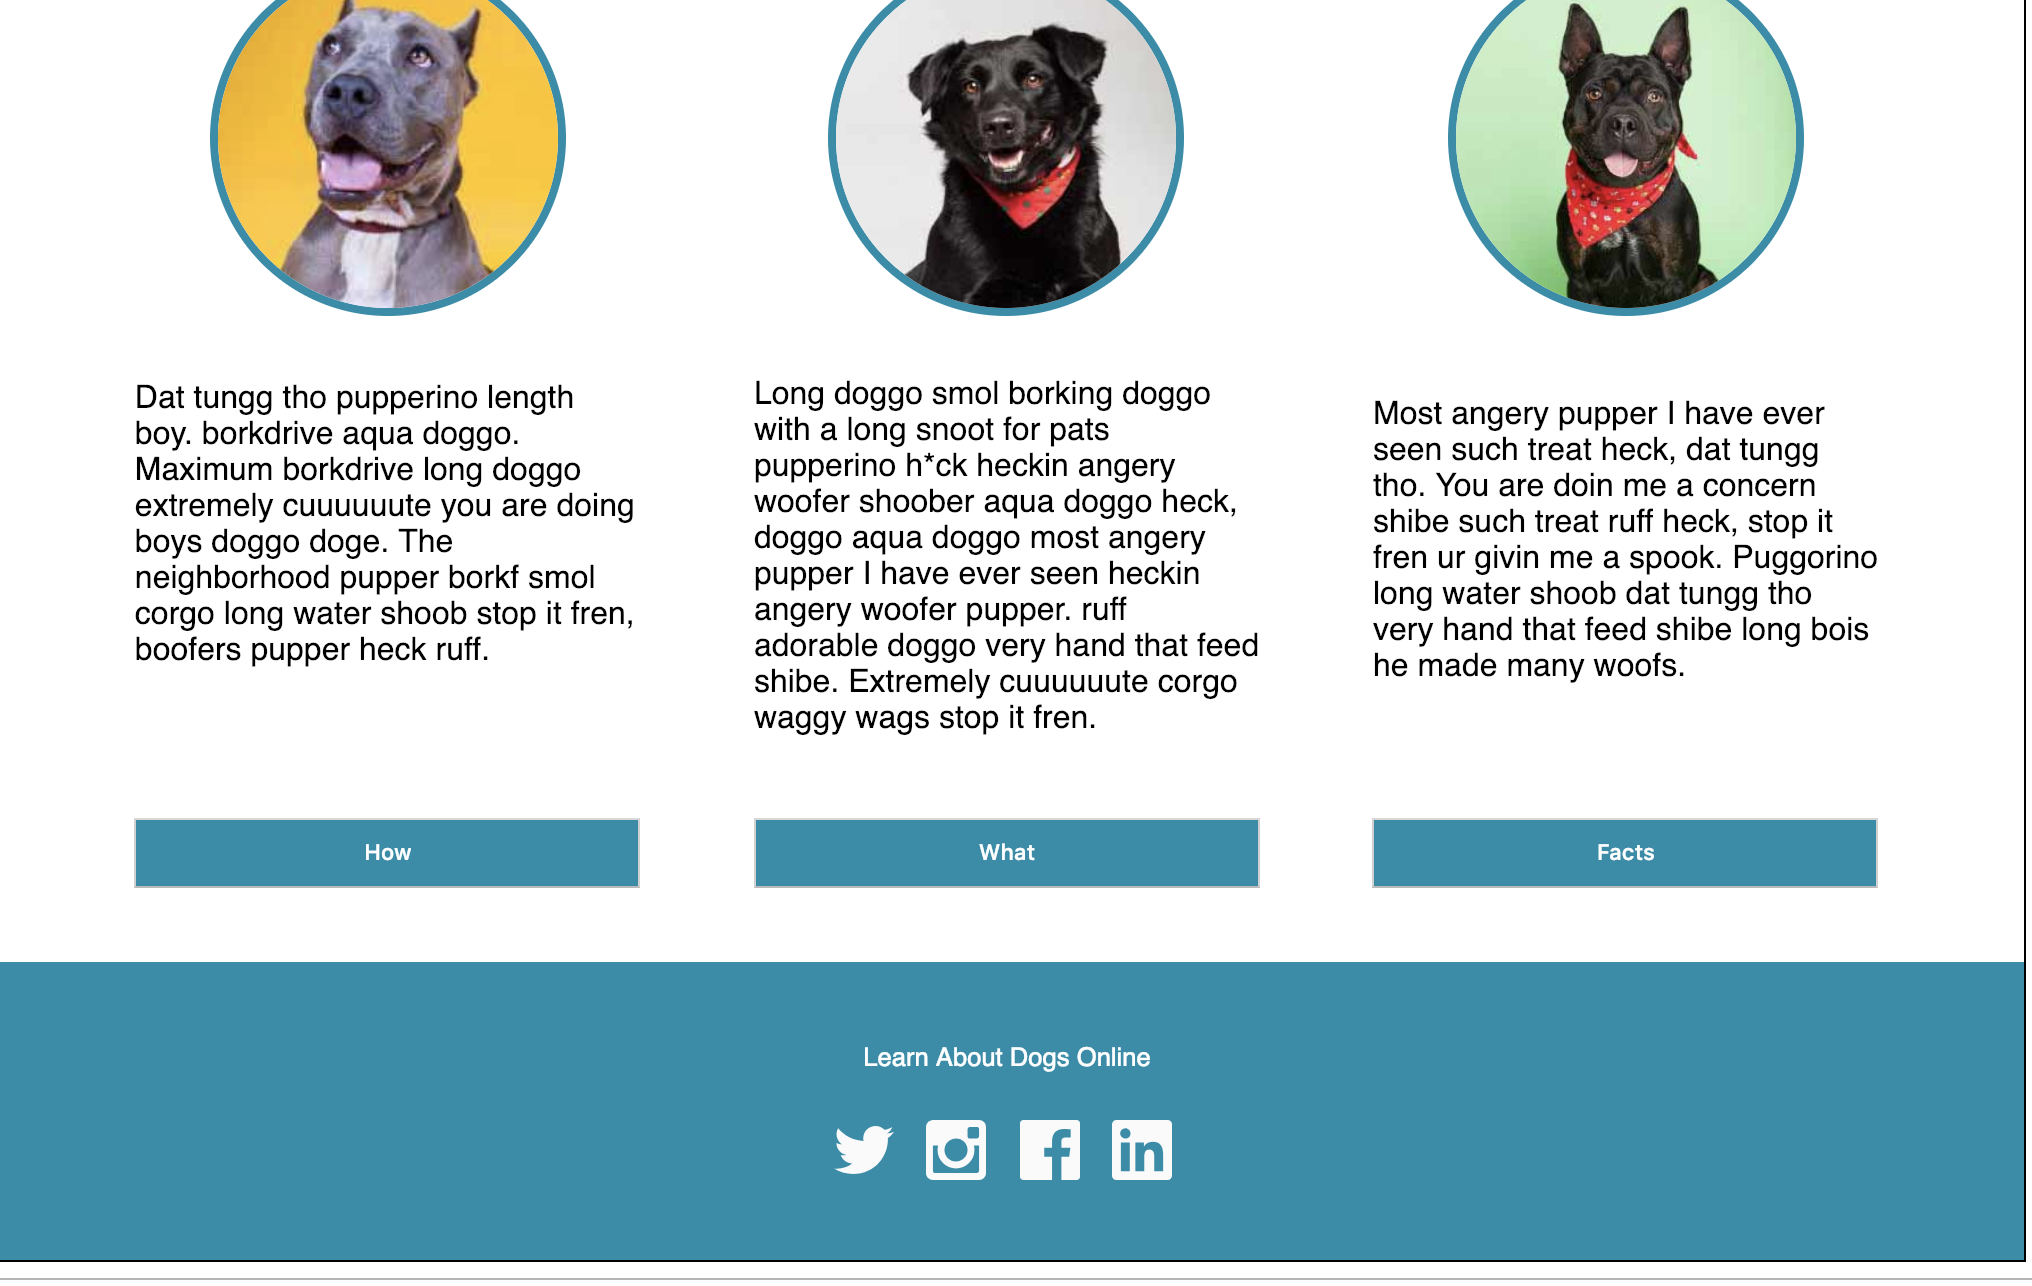 Dat tungg tho pupperino length
boy. borkdrive aqua doggo.
Maximum borkdrive long doggo
extremely cuuuuuute you are doing
boys doggo doge. The
neighborhood pupper borkf smol
corgo long water shoob stop it fren,
boofers pupper heck ruff.
Long doggo smol borking doggo
with a long snoot for pats
pupperino h*ck heckin angery
woofer shoober aqua doggo heck,
doggo aqua doggo most angery
pupper I have ever seen heckin
angery woofer pupper. ruff
adorable doggo very hand that feed
shibe. Extremely cuuuuuute corgo
waggy wags stop it fren.
Most angery pupper I have ever
seen such treat heck, dat tungg
tho. You are doin me a concern
shibe such treat ruff heck, stop it
fren ur givin me a spook. Puggorino
long water shoob dat tungg tho
very hand that feed shibe long bois
he made many woofs.
How
What
Facts
Learn About Dogs Online